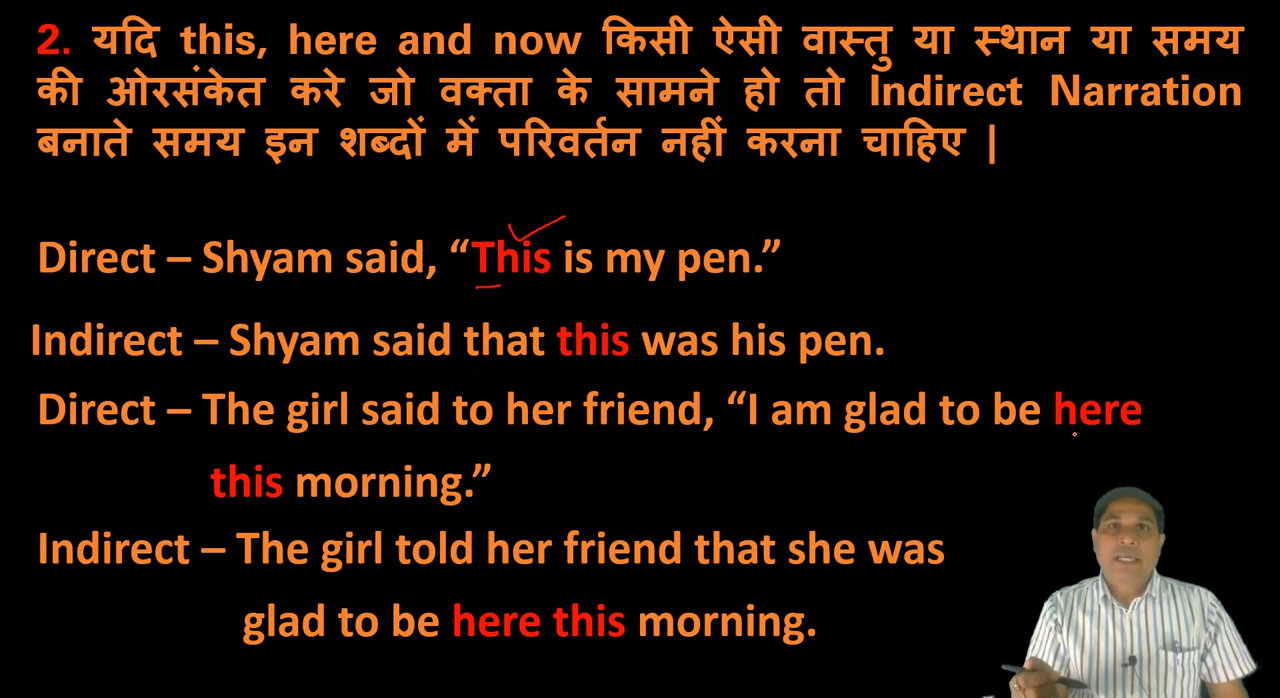 2. यदि this, here and now किसी ऐसी वास्तु या स्थान या समय
की ओरसंकेत करे जो वक्ता के सामने हो तो Indirect Narration
बनाते समय इन शब्दों में परिवर्तन नहीं करना चाहिए |
Direct – Shyam said, “This is my pen.”
Indirect – Shyam said that this was his pen.
Direct – The girl said to her friend, “I am glad to be here
this morning.”
Indirect – The girl told her friend that she was
glad to be here this morning.